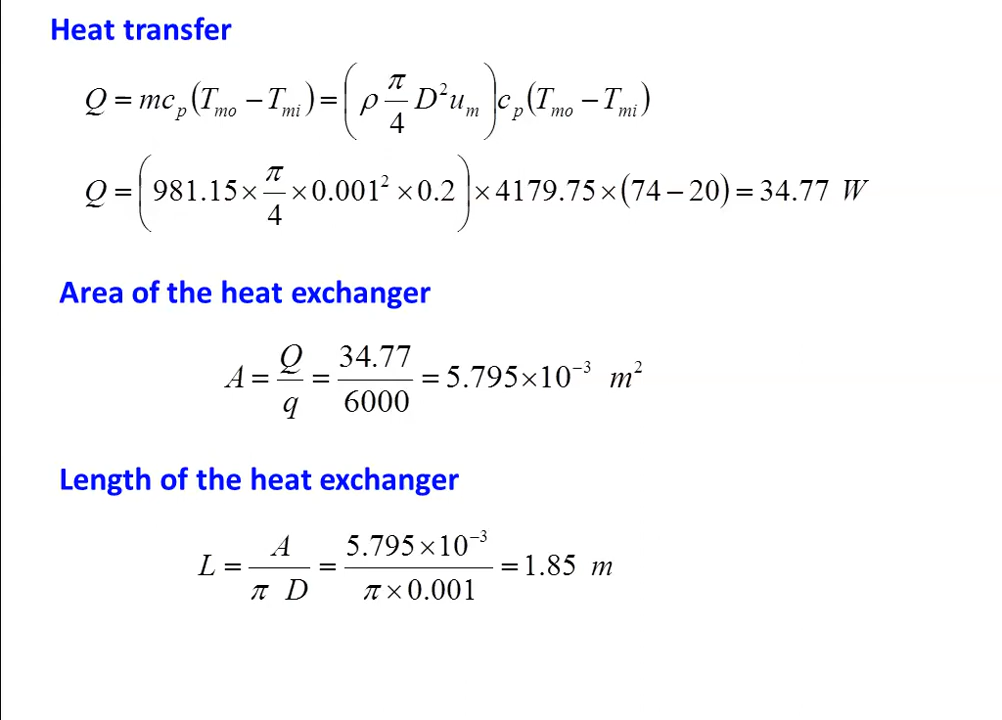 Heat transfer
Q = mc_p(T_mo − T_mi) = (ρ π/4 D²u_m) c_p(T_mo − T_mi)
Q = (981.15 × π/4 × 0.001² × 0.2) × 4179.75 × (74 − 20) = 34.77 W
Area of the heat exchanger
A = Q/q = 34.77/6000 = 5.795×10⁻³ m²
Length of the heat exchanger
L = A/(π D) = 5.795×10⁻³/(π×0.001) = 1.85 m